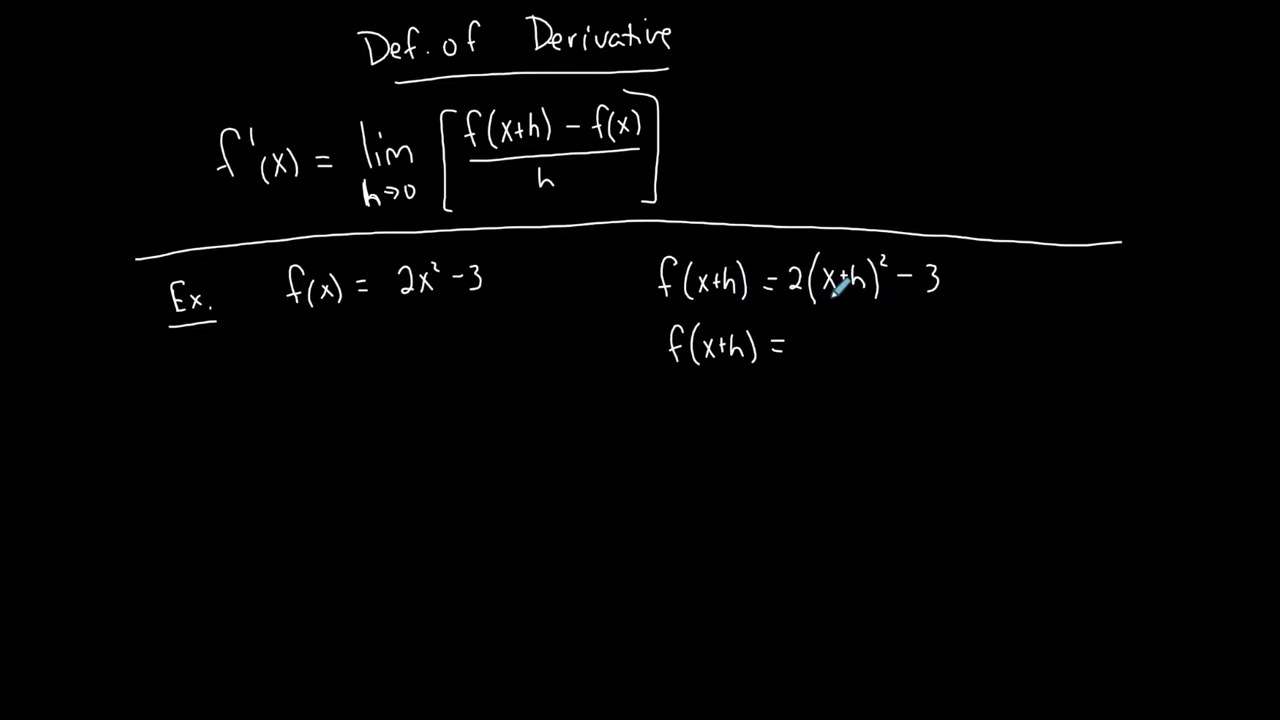 Def. of Derivative
f'(x) = lim h→0 [ f(x+h) - f(x) / h ]
Ex. f(x) = 2x² - 3
f(x+h) = 2(x+h)² - 3
f(x+h) =